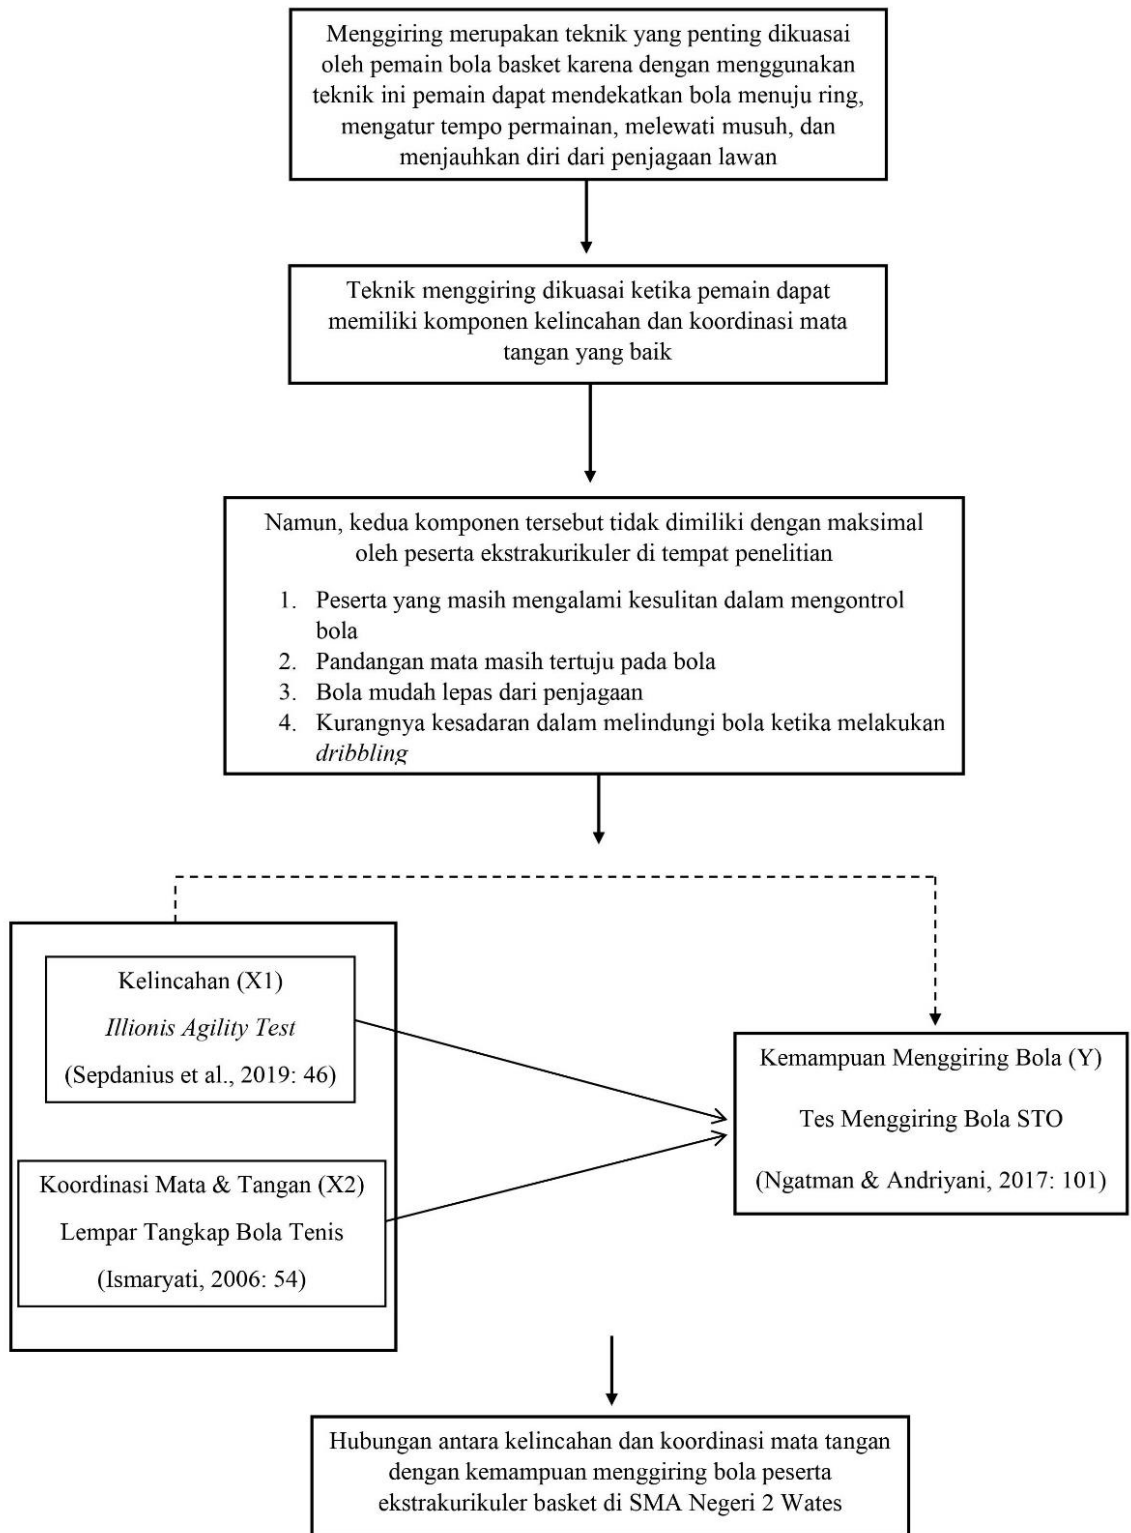 Menggiring merupakan teknik yang penting dikuasai
oleh pemain bola basket karena dengan menggunakan
teknik ini pemain dapat mendekatkan bola menuju ring,
mengatur tempo permainan, melewati musuh, dan
menjauhkan diri dari penjagaan lawan
Teknik menggiring dikuasai ketika pemain dapat
memiliki komponen kelincahan dan koordinasi mata
tangan yang baik
Namun, kedua komponen tersebut tidak dimiliki dengan maksimal
oleh peserta ekstrakurikuler di tempat penelitian
1. Peserta yang masih mengalami kesulitan dalam mengontrol
bola
2. Pandangan mata masih tertuju pada bola
3. Bola mudah lepas dari penjagaan
4. Kurangnya kesadaran dalam melindungi bola ketika melakukan
dribbling
Kelincahan (X1)
Illionis Agility Test
(Sepdanius et al., 2019: 46)
Koordinasi Mata & Tangan (X2)
Lempar Tangkap Bola Tenis
(Ismaryati, 2006: 54)
Kemampuan Menggiring Bola (Y)
Tes Menggiring Bola STO
(Ngatman & Andriyani, 2017: 101)
Hubungan antara kelincahan dan koordinasi mata tangan
dengan kemampuan menggiring bola peserta
ekstrakurikuler basket di SMA Negeri 2 Wates